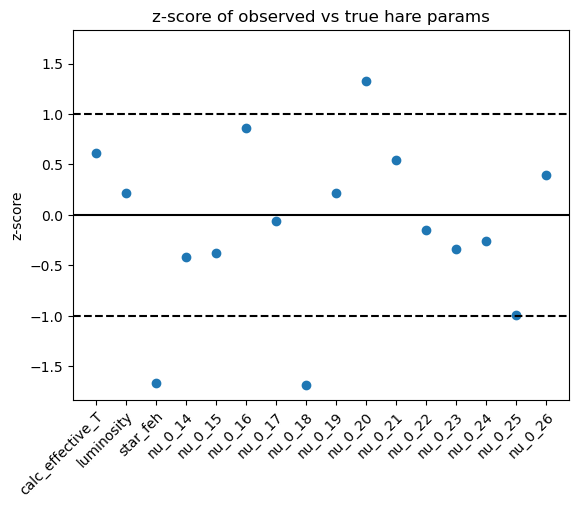 z-score of observed vs true hare params
z-score
1.5
1.0
0.5
0.0
−0.5
−1.0
−1.5
calc_effective_T
luminosity
star_feh
nu_0_14
nu_0_15
nu_0_16
nu_0_17
nu_0_18
nu_0_19
nu_0_20
nu_0_21
nu_0_22
nu_0_23
nu_0_24
nu_0_25
nu_0_26